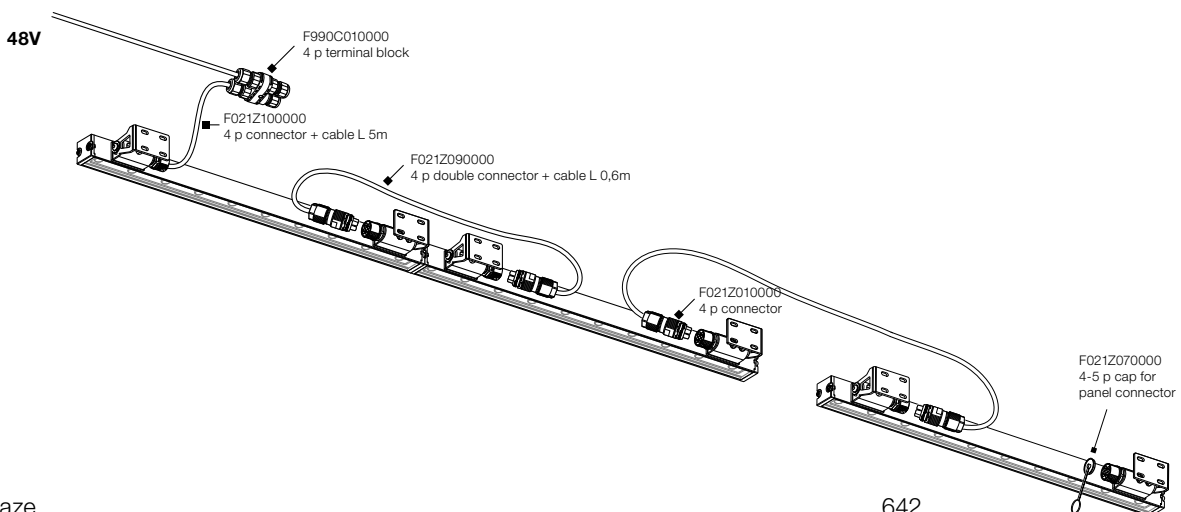 48V
F990C010000
4 p terminal block
F021Z100000
4 p connector + cable L 5m
F021Z090000
4 p double connector + cable L 0,6m
F021Z010000
4 p connector
F021Z070000
4-5 p cap for
panel connector
aze
642